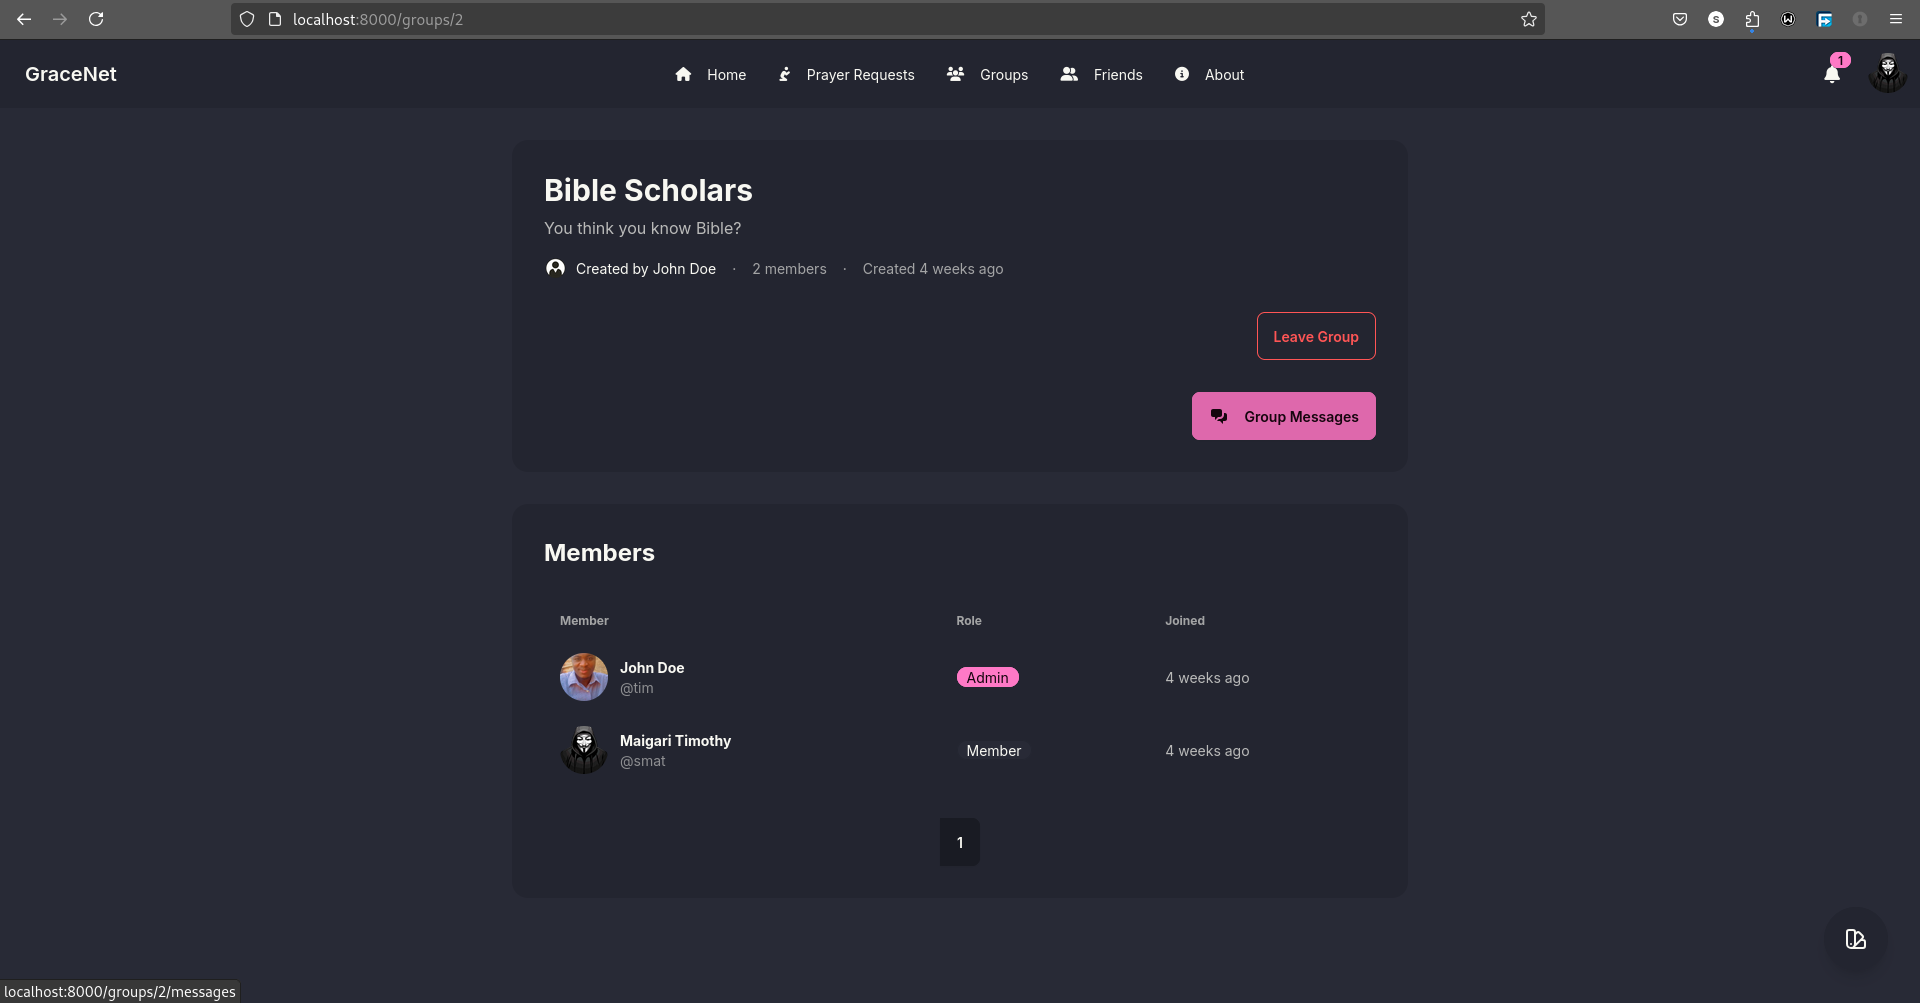 localhost:8000/groups/2
S
W
GraceNet
Home
Prayer Requests
Groups
Friends
About
1
Bible Scholars
You think you know Bible?
Created by John Doe · 2 members · Created 4 weeks ago
Leave Group
Group Messages
Members
Member Role Joined
John Doe
@tim
Admin
4 weeks ago
Maigari Timothy
@smat
Member
4 weeks ago
1
localhost:8000/groups/2/messages